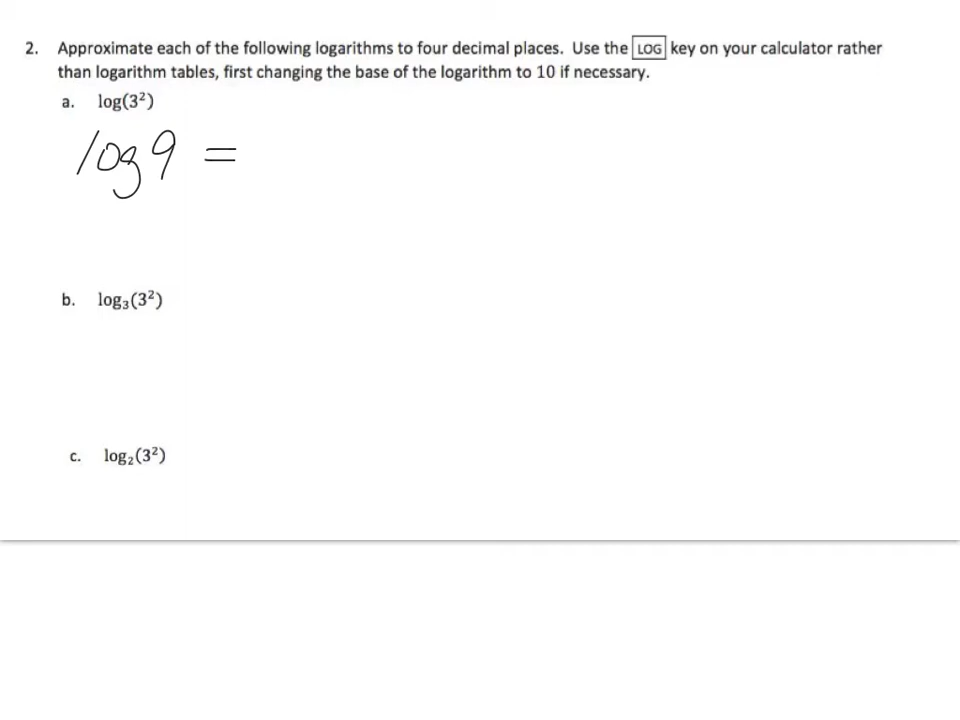 2. Approximate each of the following logarithms to four decimal places. Use the LOG key on your calculator rather
than logarithm tables, first changing the base of the logarithm to 10 if necessary.
a. log(3²)
log 9 =
b. log₃(3²)
c. log₂(3²)